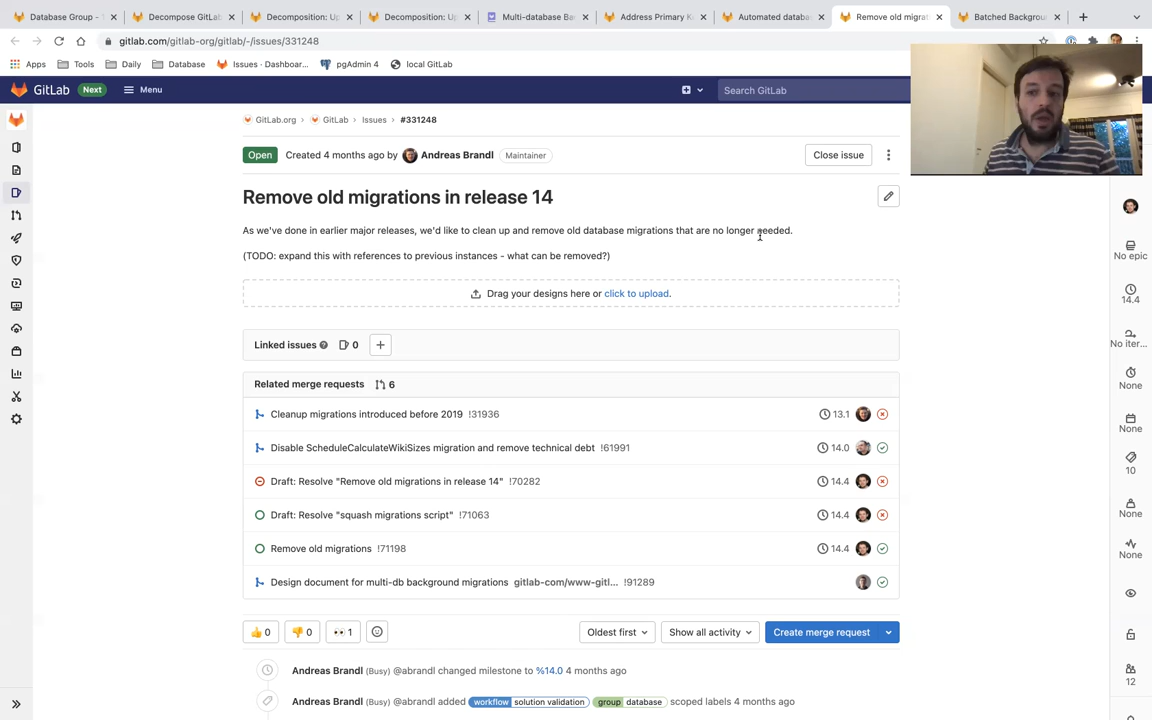 Database Group - 
Decompose GitLa
Decomposition: U
Decomposition: U
Multi-database Ba
Address Primary K
Automated databa
Remove old migrat
Batched Backgroun
gitlab.com/gitlab-org/gitlab/-/issues/331248
Apps Tools Daily Database Issues · Dashboar... pgAdmin 4 local GitLab
GitLab Next Menu Search GitLab
GitLab.org › GitLab › Issues › #331248
Open Created 4 months ago by Andreas Brandl Maintainer Close issue
Remove old migrations in release 14
As we've done in earlier major releases, we'd like to clean up and remove old database migrations that are no longer needed.
(TODO: expand this with references to previous instances - what can be removed?)
Drag your designs here or click to upload.
Linked issues 0
Related merge requests 6
Cleanup migrations introduced before 2019 !31936 13.1
Disable ScheduleCalculateWikiSizes migration and remove technical debt !61991 14.0
Draft: Resolve "Remove old migrations in release 14" !70282 14.4
Draft: Resolve "squash migrations script" !71063 14.4
Remove old migrations !71198 14.4
Design document for multi-db background migrations gitlab-com/www-gitl... !91289
0 0 1 Oldest first Show all activity Create merge request
Andreas Brandl (Busy) @abrandl changed milestone to %14.0 4 months ago
Andreas Brandl (Busy) @abrandl added workflow solution validation group database scoped labels 4 months ago
No epic
14.4
No iter...
None
None
10
None
None
12